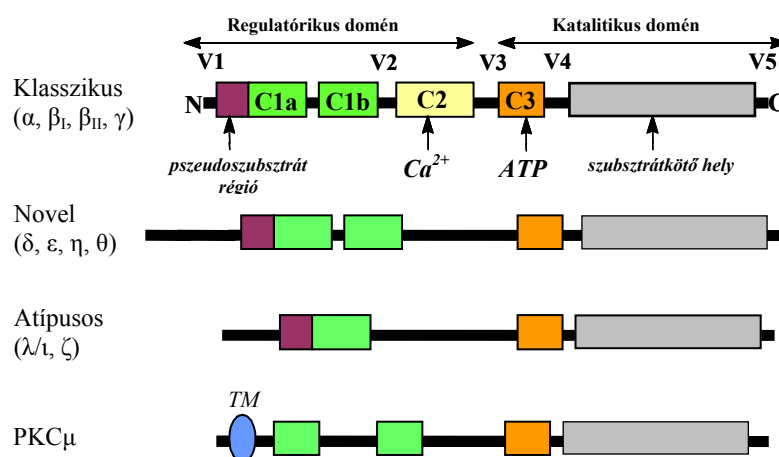 Regulatórikus domén Katalitikus domén
V1 V2 V3 V4 V5
Klasszikus
(α, βI, βII, γ)
N C1a C1b C2 C3 C
pszeudoszubsztrát
régió
Ca2+ ATP szubsztrátkötő hely
Novel
(δ, ε, η, θ)
Atípusos
(λ/ι, ζ)
TM
PKCμ